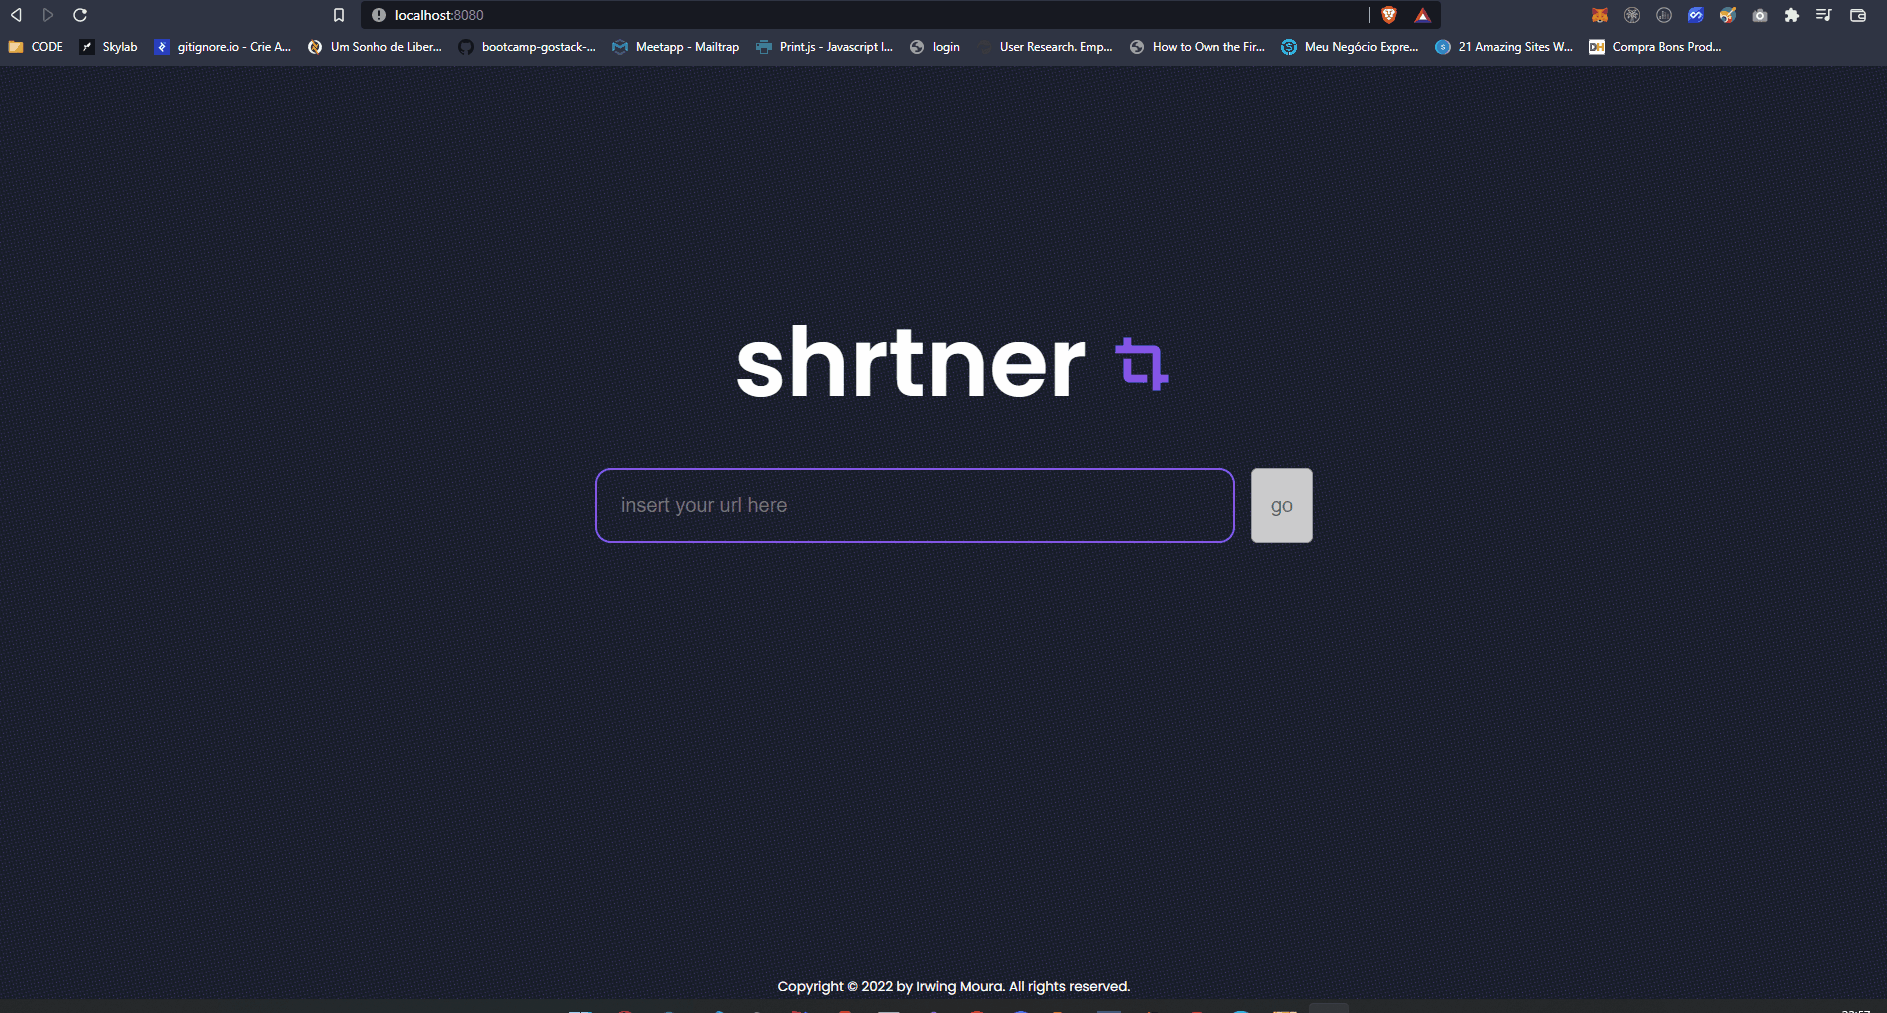 localhost:8080
CODE Skylab gitignore.io - Crie A... Um Sonho de Liber... bootcamp-gostack-... Meetapp - Mailtrap Print.js - Javascript l... login User Research. Emp... How to Own the Fir... Meu Negócio Expre... 21 Amazing Sites W... DH Compra Bons Prod...
shrtner
insert your url here
go
Copyright © 2022 by Irwing Moura. All rights reserved.